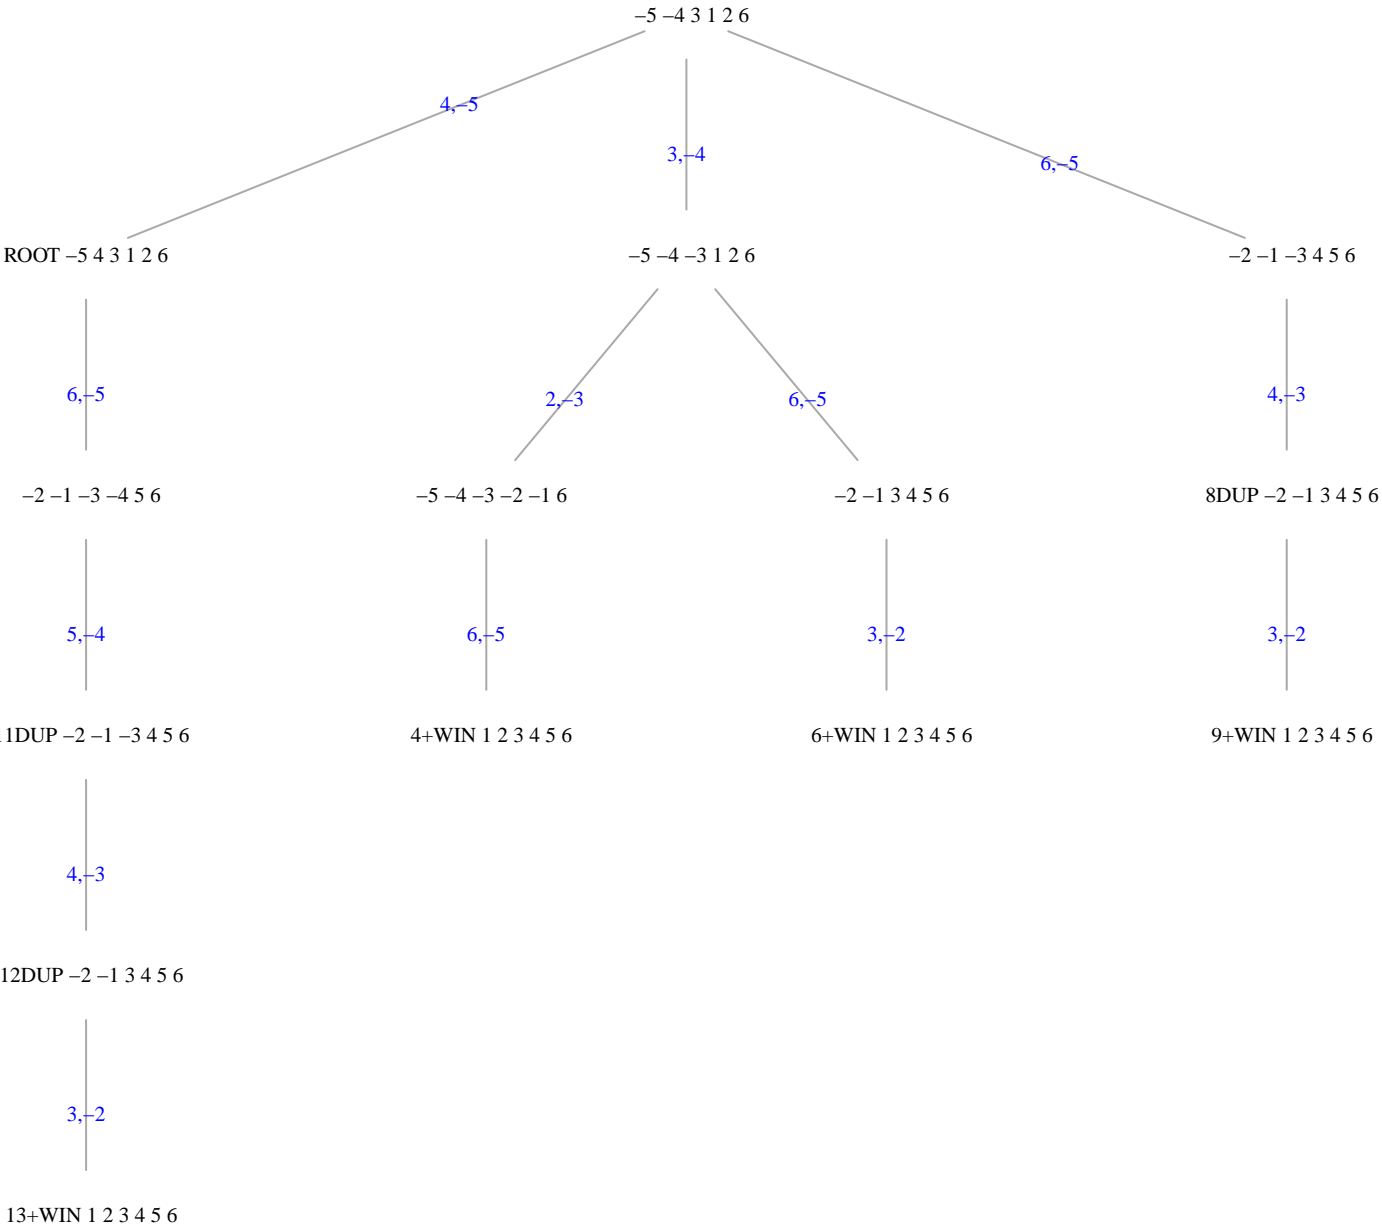 –5 –4 3 1 2 6
4,–5
3,–4
6,–5
ROOT –5 4 3 1 2 6
–5 –4 –3 1 2 6
–2 –1 –3 4 5 6
6,–5
2,–3
6,–5
4,–3
–2 –1 –3 –4 5 6
–5 –4 –3 –2 –1 6
–2 –1 3 4 5 6
8DUP –2 –1 3 4 5 6
5,–4
6,–5
3,–2
3,–2
1DUP –2 –1 –3 4 5 6
4+WIN 1 2 3 4 5 6
6+WIN 1 2 3 4 5 6
9+WIN 1 2 3 4 5 6
4,–3
12DUP –2 –1 3 4 5 6
3,–2
13+WIN 1 2 3 4 5 6